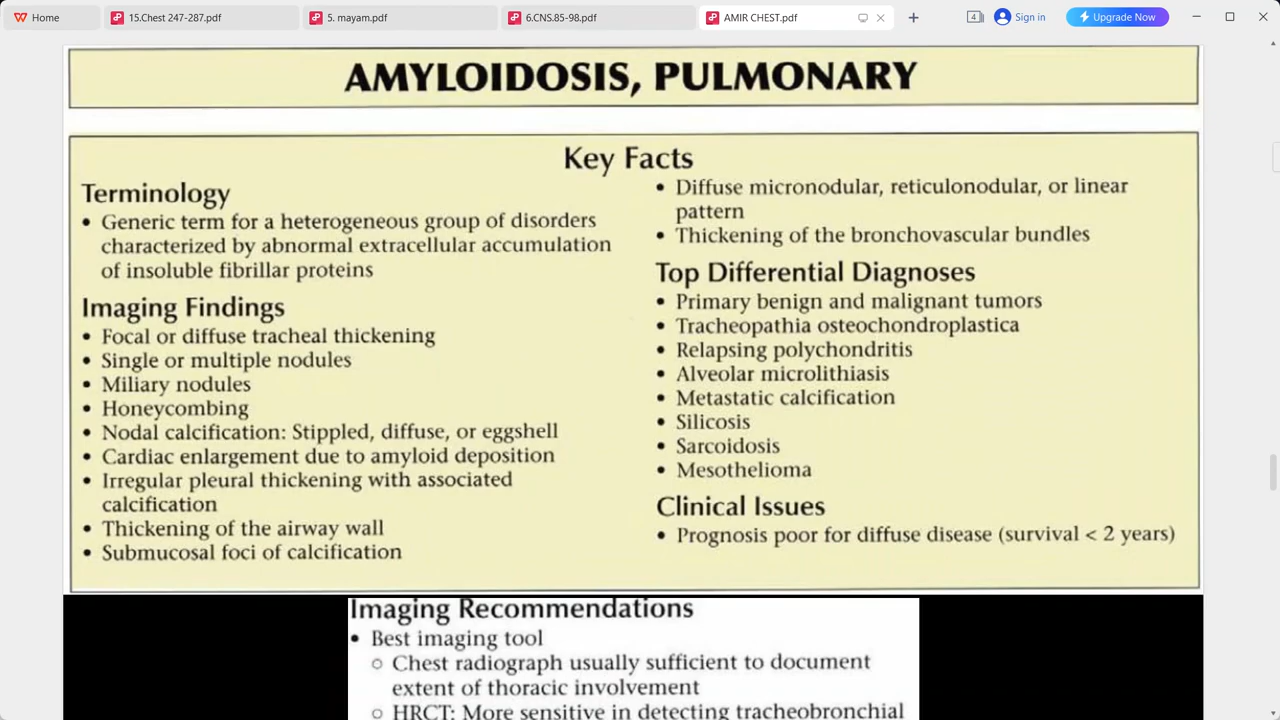 Home
15.Chest 247-287.pdf
5. mayam.pdf
6.CNS.85-98.pdf
AMIR CHEST.pdf
4
Sign in
Upgrade Now
AMYLOIDOSIS, PULMONARY
Key Facts
Terminology
• Generic term for a heterogeneous group of disorders
characterized by abnormal extracellular accumulation
of insoluble fibrillar proteins
Imaging Findings
• Focal or diffuse tracheal thickening
• Single or multiple nodules
• Miliary nodules
• Honeycombing
• Nodal calcification: Stippled, diffuse, or eggshell
• Cardiac enlargement due to amyloid deposition
• Irregular pleural thickening with associated
calcification
• Thickening of the airway wall
• Submucosal foci of calcification
• Diffuse micronodular, reticulonodular, or linear
pattern
• Thickening of the bronchovascular bundles
Top Differential Diagnoses
• Primary benign and malignant tumors
• Tracheopathia osteochondroplastica
• Relapsing polychondritis
• Alveolar microlithiasis
• Metastatic calcification
• Silicosis
• Sarcoidosis
• Mesothelioma
Clinical Issues
• Prognosis poor for diffuse disease (survival < 2 years)
Imaging Recommendations
• Best imaging tool
○ Chest radiograph usually sufficient to document
extent of thoracic involvement
○ HRCT: More sensitive in detecting tracheobronchial